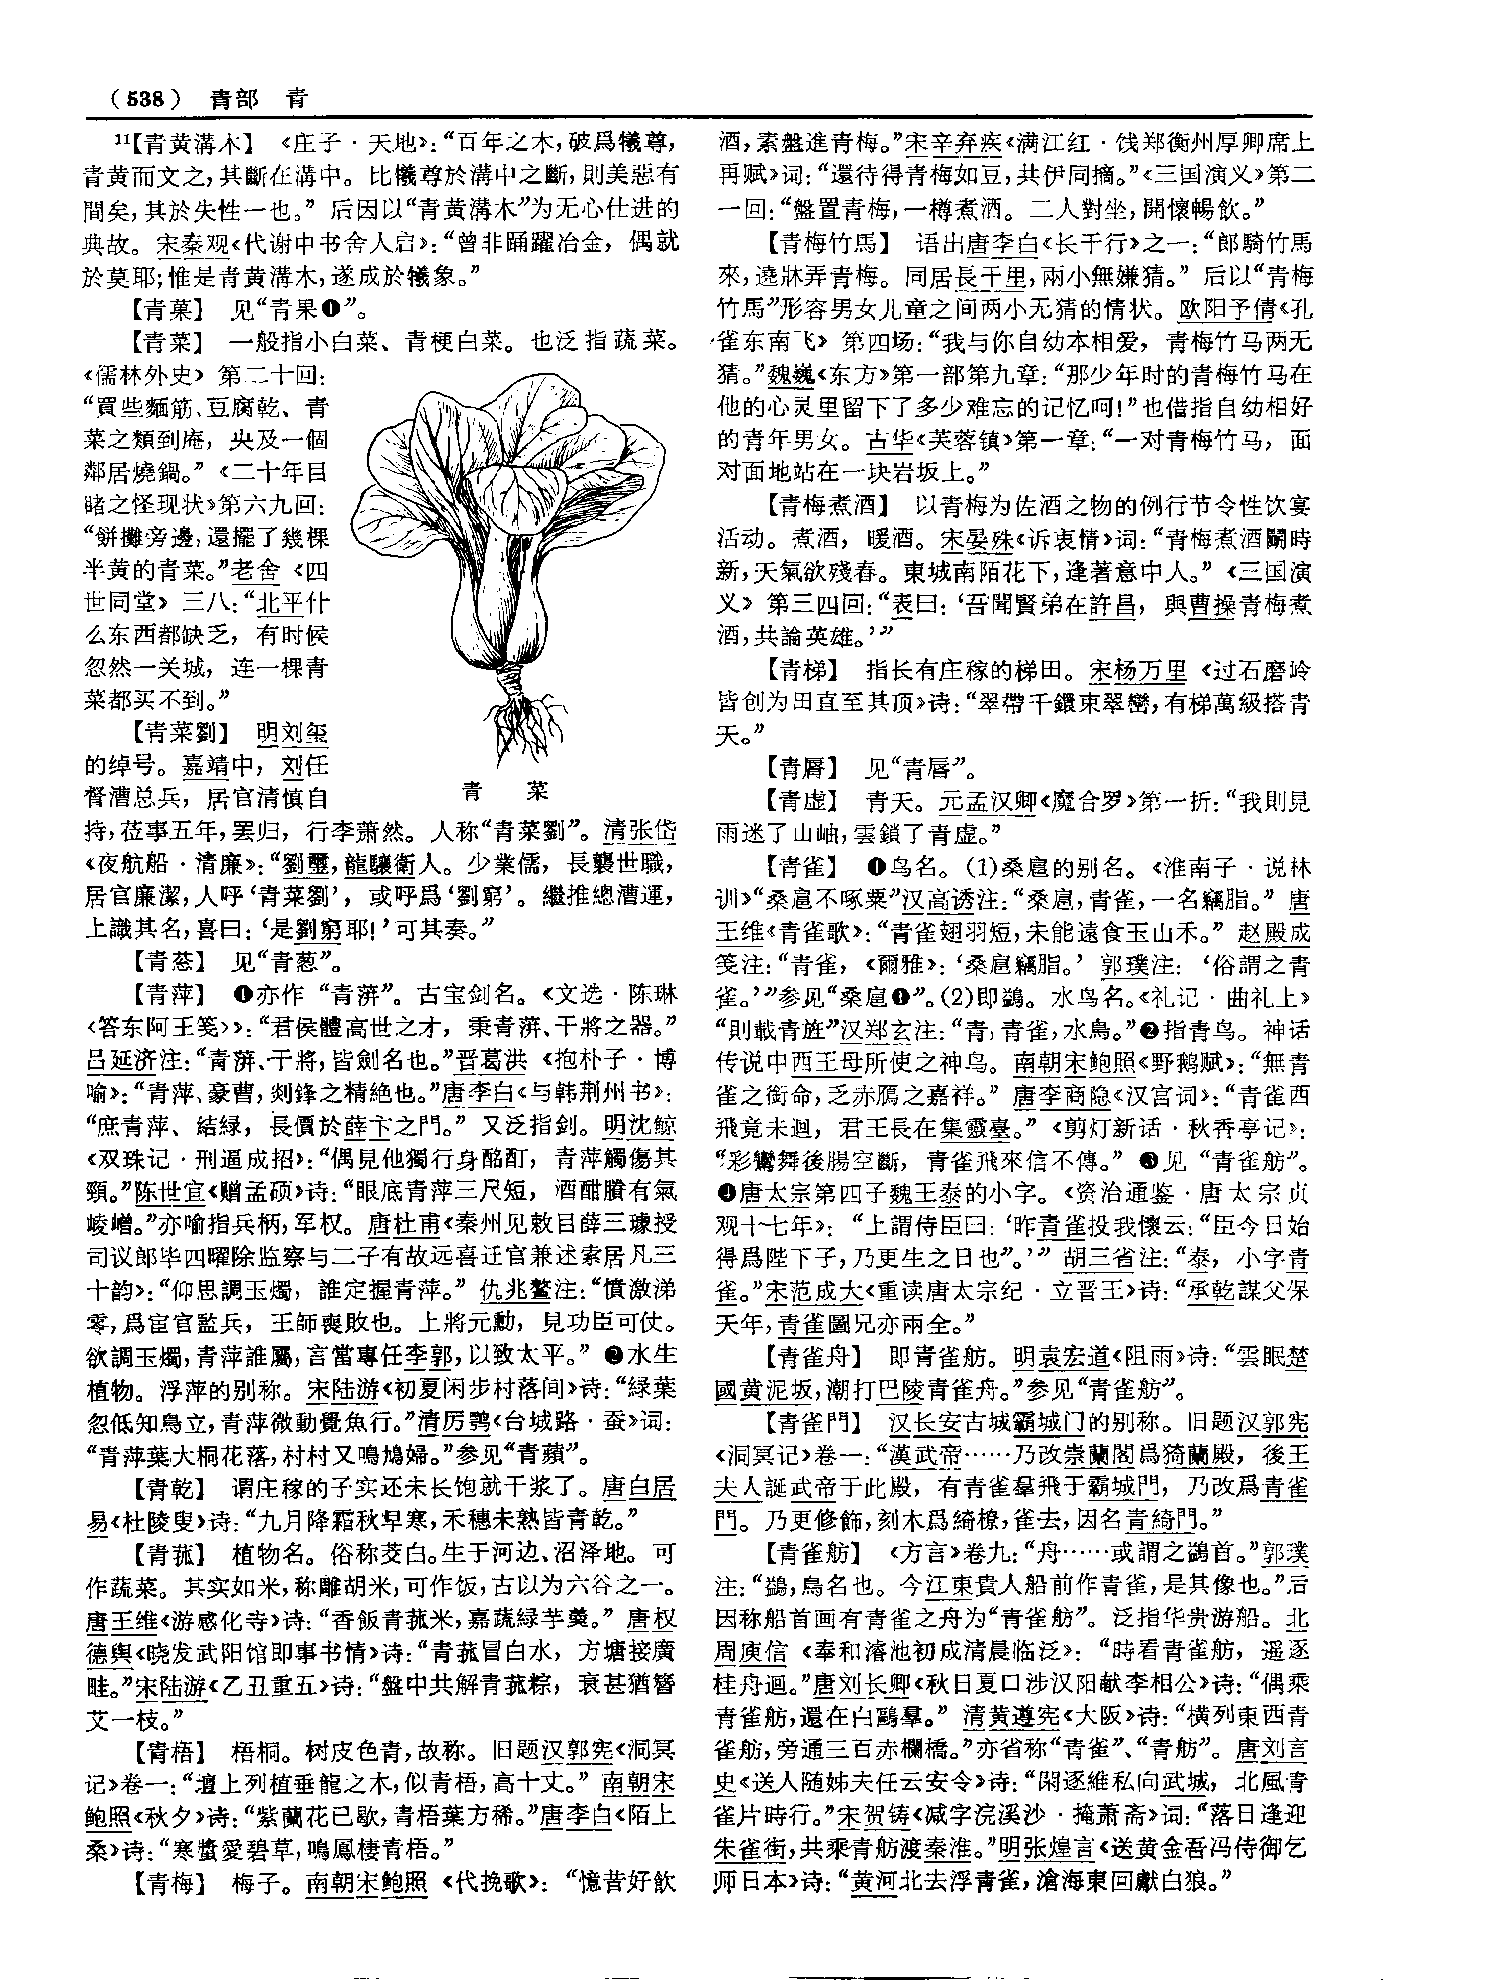 （538） 青部 青
¹¹【青黄溝木】 《庄子·天地》：“百年之木，破爲犧尊，
青黄而文之，其斷在溝中。比犧尊於溝中之斷，則美惡有
間矣，其於失性一也。”后因以“青黄溝木”为无心仕进的
典故。宋秦观《代谢中书舍人启》：“曾非踊躍冶金，偶就
於莫耶；惟是青黄溝木，遂成於犧象。”
【青菓】 见“青果❶”。
【青菜】 一般指小白菜、青梗白菜。也泛指蔬菜。
《儒林外史》第二十回：
“買些麵筋、豆腐乾、青
菜之類到庵，央及一個
鄰居燒鍋。”《二十年目
睹之怪现状》第六九回：
“餅攤旁邊，還擺了幾棵
半黄的青菜。”老舍《四
世同堂》三八：“北平什
么东西都缺乏，有时候
忽然一关城，连一棵青
菜都买不到。”
【青菜劉】 明刘玺
的绰号。嘉靖中，刘任
督漕总兵，居官清慎自
青 菜
持，莅事五年，罢归，行李萧然。人称“青菜劉”。清张岱
《夜航船·清廉》：“劉璽，龍驤衛人。少業儒，長襲世職，
居官廉潔，人呼‘青菜劉’，或呼爲‘劉窮’。繼推總漕運，
上識其名，喜曰：‘是劉窮耶！’可其奏。”
【青蔥】 见“青葱”。
【青萍】 ❶亦作“青蓱”。古宝剑名。《文选·陈琳
〈答东阿王笺〉》：“君侯體高世之才，秉青蓱、干將之器。”
吕延济注：“青蓱、干將，皆劍名也。”晋葛洪《抱朴子·博
喻》：“青萍、豪曹，剡锋之精絶也。”唐李白《与韩荆州书》：
“庶青萍、結緑，長價於薛卞之門。”又泛指剑。明沈鲸
《双珠记·刑逼成招》：“偶見他獨行身酩酊，青萍觸傷其
頸。”陈世宜《赠孟硕》诗：“眼底青萍三尺短，酒酣賸有氣
崚嶒。”亦喻指兵柄，军权。唐杜甫《秦州见敕目薛三璩授
司议郎毕四曜除监察与二子有故远喜迁官兼述索居凡三
十韵》：“仰思調玉燭，誰定握青萍。”仇兆鳌注：“憤激涕
零，爲宦官監兵，王師喪敗也。上將元勳，見功臣可仗。
欲調玉燭，青萍誰屬，言當專任李郭，以致太平。”❷水生
植物。浮萍的别称。宋陆游《初夏闲步村落间》诗：“緑葉
忽低知鳥立，青萍微動覺魚行。”清厉鹗《台城路·蚕》词：
“青萍葉大桐花落，村村又鳴鳩婦。”参见“青蘋”。
【青乾】 谓庄稼的子实还未长饱就干浆了。唐白居
易《杜陵叟》诗：“九月降霜秋早寒，禾穗未熟皆青乾。”
【青菰】 植物名。俗称茭白。生于河边、沼泽地。可
作蔬菜。其实如米，称雕胡米，可作饭，古以为六谷之一。
唐王维《游感化寺》诗：“香飯青菰米，嘉蔬緑芋羹。”唐权
德舆《晓发武阳馆即事书情》诗：“青菰冒白水，方塘接廣
畦。”宋陆游《乙丑重五》诗：“盤中共解青菰粽，衰甚猶簪
艾一枝。”
【青梧】 梧桐。树皮色青，故称。旧题汉郭宪《洞冥
记》卷一：“壇上列植垂龍之木，似青梧，高十丈。”南朝宋
鲍照《秋夕》诗：“紫蘭花已歇，青梧葉方稀。”唐李白《陌上
桑》诗：“寒螿愛碧草，鳴鳳棲青梧。”
【青梅】 梅子。南朝宋鲍照《代挽歌》：“憶昔好飲
酒，素盤進青梅。”宋辛弃疾《满江红·饯郑衡州厚卿席上
再赋》词：“還待得青梅如豆，共伊同摘。”《三国演义》第二
一回：“盤置青梅，一樽煮酒。二人對坐，開懷暢飲。”
【青梅竹馬】 语出唐李白《长干行》之一：“郎騎竹馬
來，遶牀弄青梅。同居長干里，兩小無嫌猜。”后以“青梅
竹馬”形容男女儿童之间两小无猜的情状。欧阳予倩《孔
雀东南飞》第四场：“我与你自幼本相爱，青梅竹马两无
猜。”魏巍《东方》第一部第九章：“那少年时的青梅竹马在
他的心灵里留下了多少难忘的记忆呵！”也借指自幼相好
的青年男女。古华《芙蓉镇》第一章：“一对青梅竹马，面
对面地站在一块岩坂上。”
【青梅煮酒】 以青梅为佐酒之物的例行节令性饮宴
活动。煮酒，暖酒。宋晏殊《诉衷情》词：“青梅煮酒鬭時
新，天氣欲殘春。東城南陌花下，逢著意中人。”《三国演
义》第三四回：“表曰：‘吾聞賢弟在許昌，與曹操青梅煮
酒，共論英雄。’”
【青梯】 指长有庄稼的梯田。宋杨万里《过石磨岭
皆创为田直至其顶》诗：“翠帶千鐶束翠巒，有梯萬級搭青
天。”
【青脣】 见“青唇”。
【青虚】 青天。元孟汉卿《魔合罗》第一折：“我則見
雨迷了山岫，雲鎖了青虚。”
【青雀】 ❶鸟名。(1)桑扈的别名。《淮南子·说林
训》“桑扈不啄粟”汉高诱注：“桑扈，青雀，一名竊脂。”唐
王维《青雀歌》：“青雀翅羽短，未能遠食玉山禾。”赵殿成
笺注：“青雀，《爾雅》：‘桑扈竊脂。’郭璞注：‘俗謂之青
雀。’”参见“桑扈❶”。(2)即鷁。水鸟名。《礼记·曲礼上》
“則載青旌”汉郑玄注：“青，青雀，水鳥。”❷指青鸟。神话
传说中西王母所使之神鸟。南朝宋鲍照《野鹅赋》：“無青
雀之銜命，乏赤鴈之嘉祥。”唐李商隐《汉宫词》：“青雀西
飛竟未迴，君王長在集靈臺。”《剪灯新话·秋香亭记》：
“彩鸞舞後腸空斷，青雀飛來信不傳。”❸见“青雀舫”。
❹唐太宗第四子魏王泰的小字。《资治通鉴·唐太宗贞
观十七年》：“上謂侍臣曰：‘昨青雀投我懷云：“臣今日始
得爲陛下子，乃更生之日也”。’”胡三省注：“泰，小字青
雀。”宋范成大《重读唐太宗纪·立晋王》诗：“承乾謀父保
天年，青雀圖兄亦兩全。”
【青雀舟】 即青雀舫。明袁宏道《阻雨》诗：“雲眠楚
國黄泥坂，潮打巴陵青雀舟。”参见“青雀舫”。
【青雀門】 汉长安古城霸城门的别称。旧题汉郭宪
《洞冥记》卷一：“漢武帝……乃改崇蘭閣爲猗蘭殿，後王
夫人誕武帝于此殿，有青雀羣飛于霸城門，乃改爲青雀
門。乃更修飾，刻木爲綺橑，雀去，因名青綺門。”
【青雀舫】 《方言》卷九：“舟……或謂之鷁首。”郭璞
注：“鷁，鳥名也。今江東貴人船前作青雀，是其像也。”后
因称船首画有青雀之舟为“青雀舫”。泛指华贵游船。北
周庾信《奉和濬池初成清晨临泛》：“時看青雀舫，遥逐
桂舟迴。”唐刘长卿《秋日夏口涉汉阳献李相公》诗：“偶乘
青雀舫，還在白鷗羣。”清黄遵宪《大阪》诗：“横列東西青
雀舫，旁通三百赤欄橋。”亦省称“青雀”、“青舫”。唐刘言
史《送人随姊夫任云安令》诗：“閑逐維私向武城，北風青
雀片時行。”宋贺铸《减字浣溪沙·掩萧斋》词：“落日逢迎
朱雀街，共乘青舫渡秦淮。”明张煌言《送黄金吾冯侍御乞
师日本》诗：“黄河北去浮青雀，滄海東回獻白狼。”